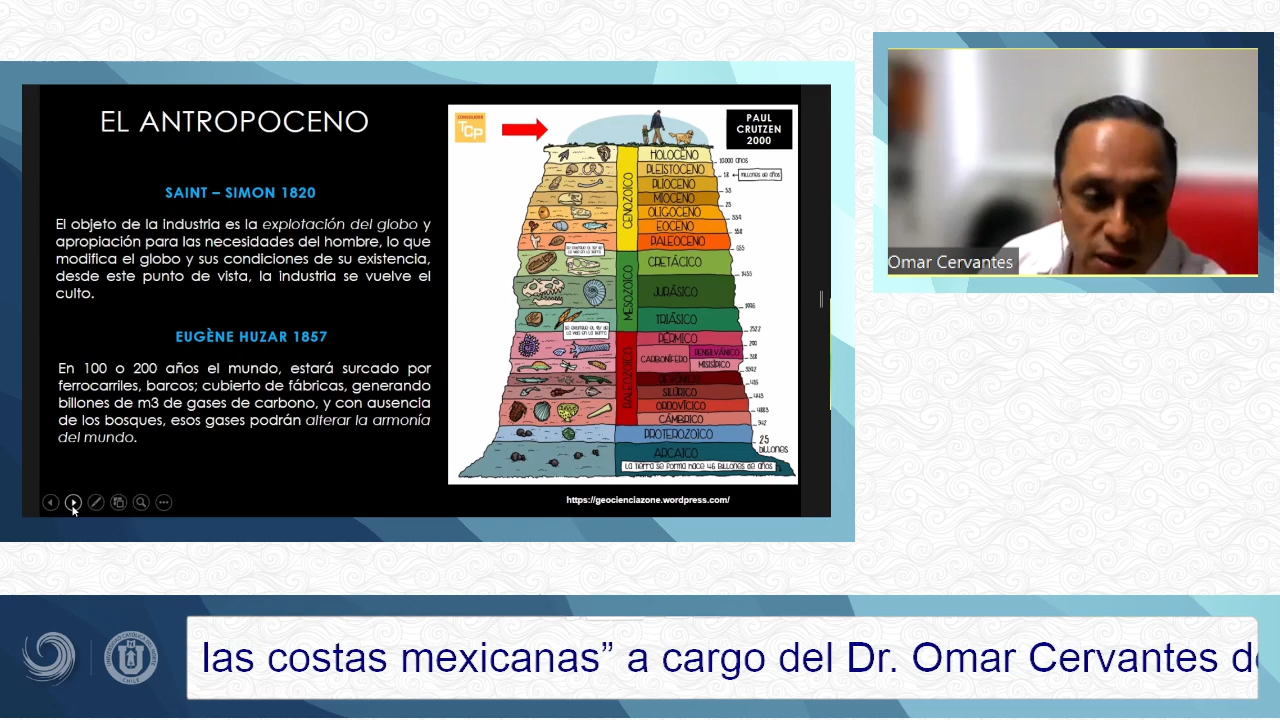 EL ANTROPOCENO
SAINT – SIMON 1820
El objeto de la industria es la explotación del globo y
apropiación para las necesidades del hombre, lo que
modifica el globo y sus condiciones de su existencia,
desde este punto de vista, la industria se vuelve el
culto.
EUGÈNE HUZAR 1857
En 100 o 200 años el mundo, estará surcado por
ferrocarriles, barcos; cubierto de fábricas, generando
billones de m3 de gases de carbono, y con ausencia
de los bosques, esos gases podrán alterar la armonía
del mundo.
TCP
PAUL
CRUTZEN
2000
HOLOCENO
10000 años
PLEISTOCENO
PLIOCENO
MIOCENO
OLIGOCENO
EOCENO
PALEOCENO
CENOZOICO
CRETÁCICO
JURÁSICO
TRIÁSICO
MESOZOICO
PÉRMICO
CARBONÍFERO
PENSILVÁNICO
MISISÍPICO
SILÚRICO
ORDOVÍCICO
CÁMBRICO
PALEOZOICO
PROTEROZOICO
25
BILLONES
ARCAICO
LA TIERRA SE FORMA HACE 4.6 BILLONES DE AÑOS
https://geocienciazone.wordpress.com/
Omar Cervantes
las costas mexicanas” a cargo del Dr. Omar Cervantes de